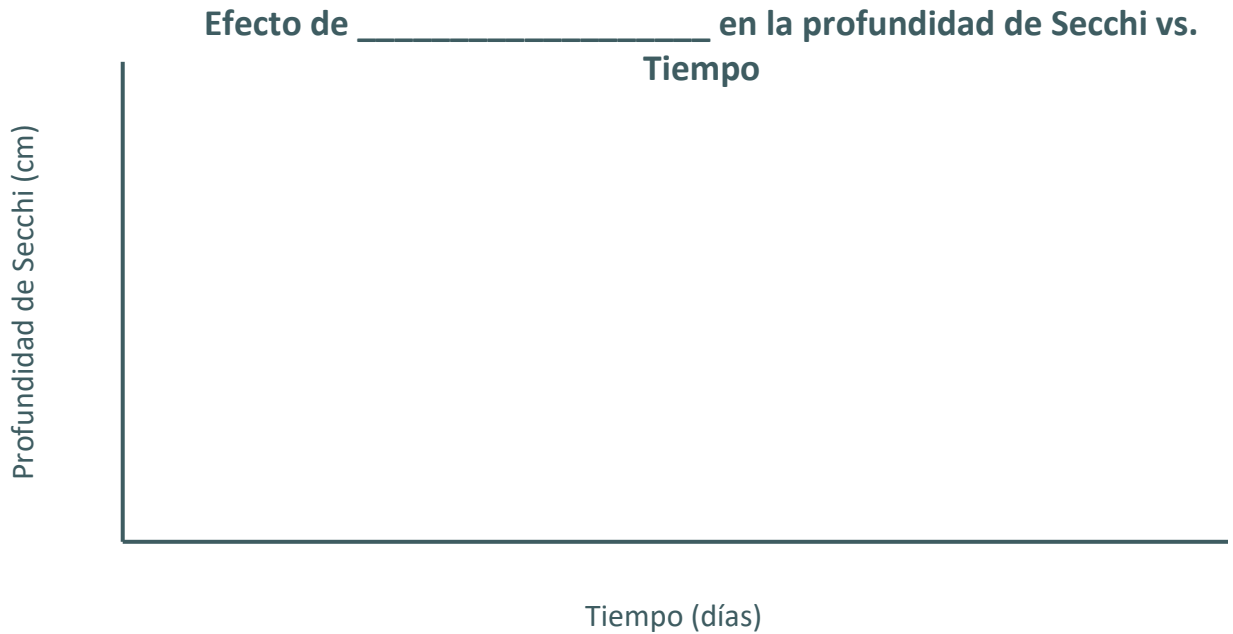 Efecto de ___________________ en la profundidad de Secchi vs.
Tiempo
Profundidad de Secchi (cm)
Tiempo (días)